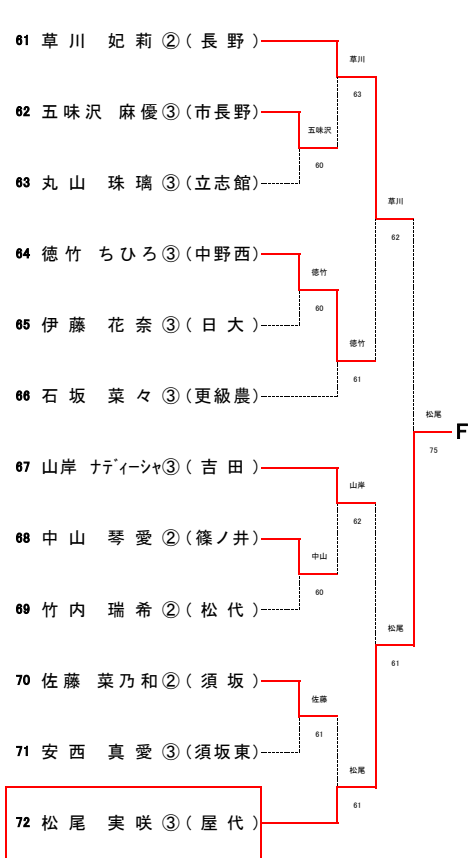 61 草川 妃莉②(長野)
草川
63
62 五味沢 麻優③(市長野)
五味沢
60
63 丸山 珠璃③(立志館)
草川
62
64 徳竹 ちひろ③(中野西)
徳竹
60
65 伊藤 花奈③(日大)
徳竹
61
66 石坂 菜々③(更級農)
松尾
F
75
67 山岸 ナディーシャ③(吉田)
山岸
62
68 中山 琴愛②(篠ノ井)
中山
60
69 竹内 瑞希②(松代)
松尾
61
70 佐藤 菜乃和②(須坂)
佐藤
61
71 安西 真愛③(須坂東)
松尾
61
72 松尾 実咲③(屋代)